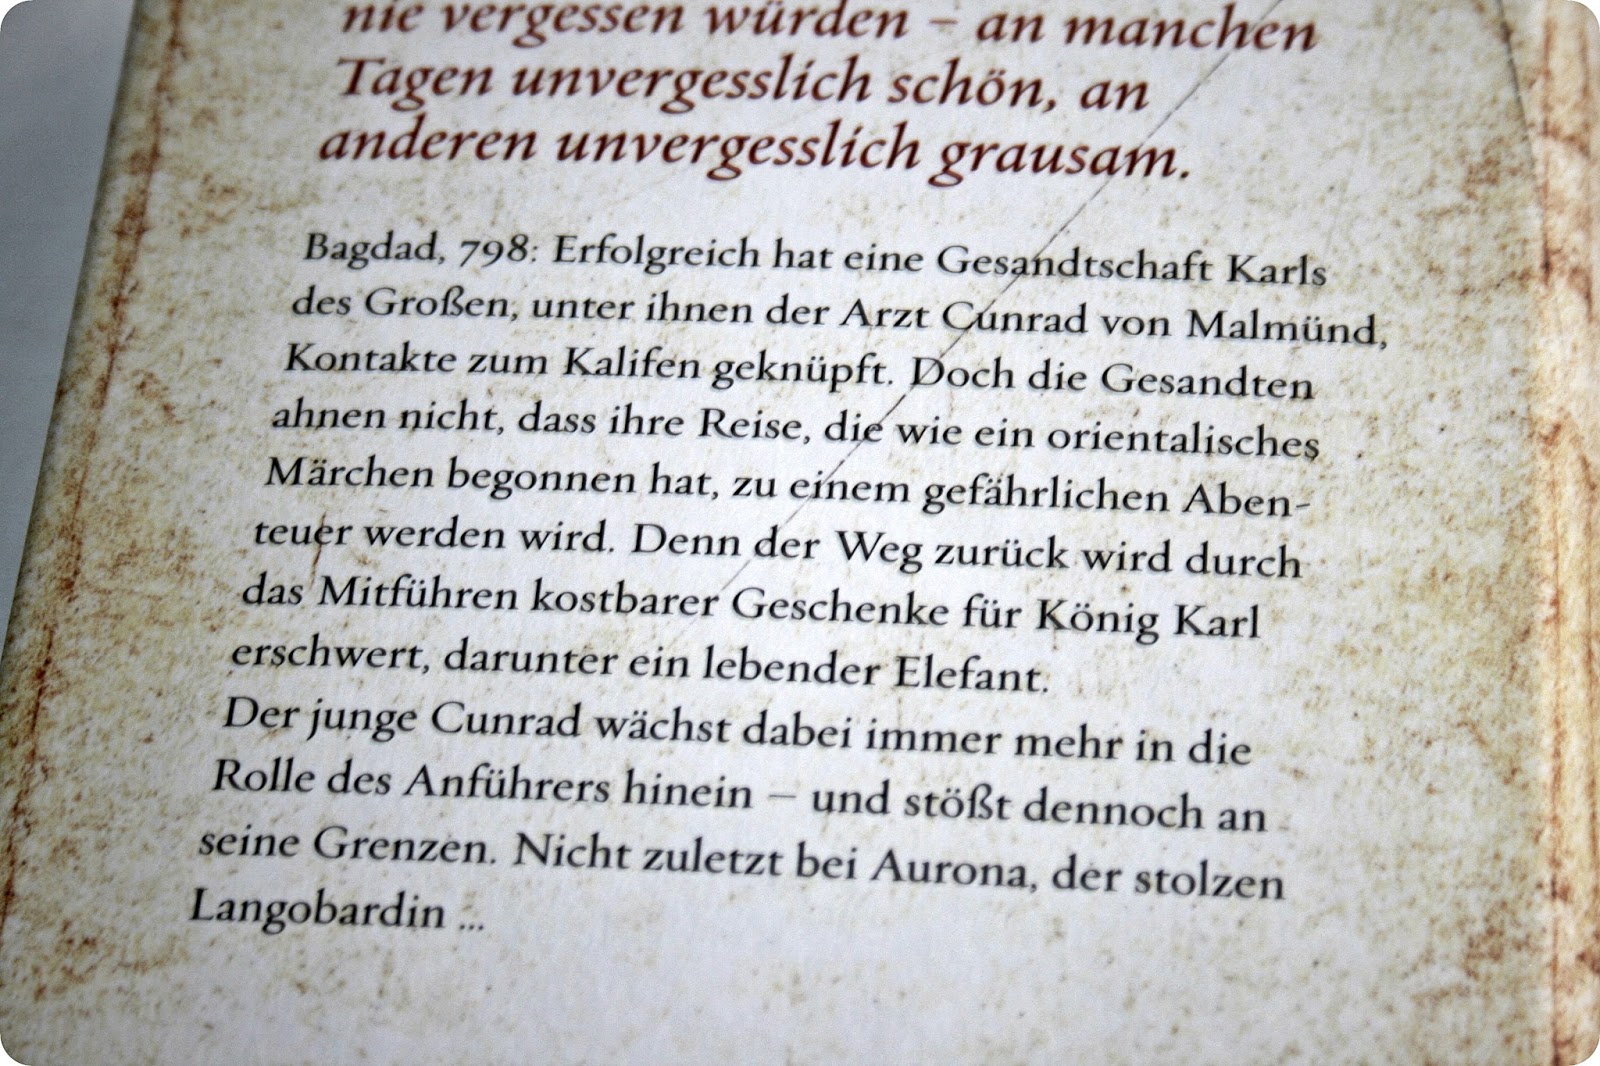 nie vergessen würden – an manchen
Tagen unvergesslich schön, an
anderen unvergesslich grausam.
Bagdad, 798: Erfolgreich hat eine Gesandtschaft Karls
des Großen, unter ihnen der Arzt Cunrad von Malmünd,
Kontakte zum Kalifen geknüpft. Doch die Gesandten
ahnen nicht, dass ihre Reise, die wie ein orientalisches
Märchen begonnen hat, zu einem gefährlichen Aben-
teuer werden wird. Denn der Weg zurück wird durch
das Mitführen kostbarer Geschenke für König Karl
erschwert, darunter ein lebender Elefant.
Der junge Cunrad wächst dabei immer mehr in die
Rolle des Anführers hinein – und stößt dennoch an
seine Grenzen. Nicht zuletzt bei Aurona, der stolzen
Langobardin ...